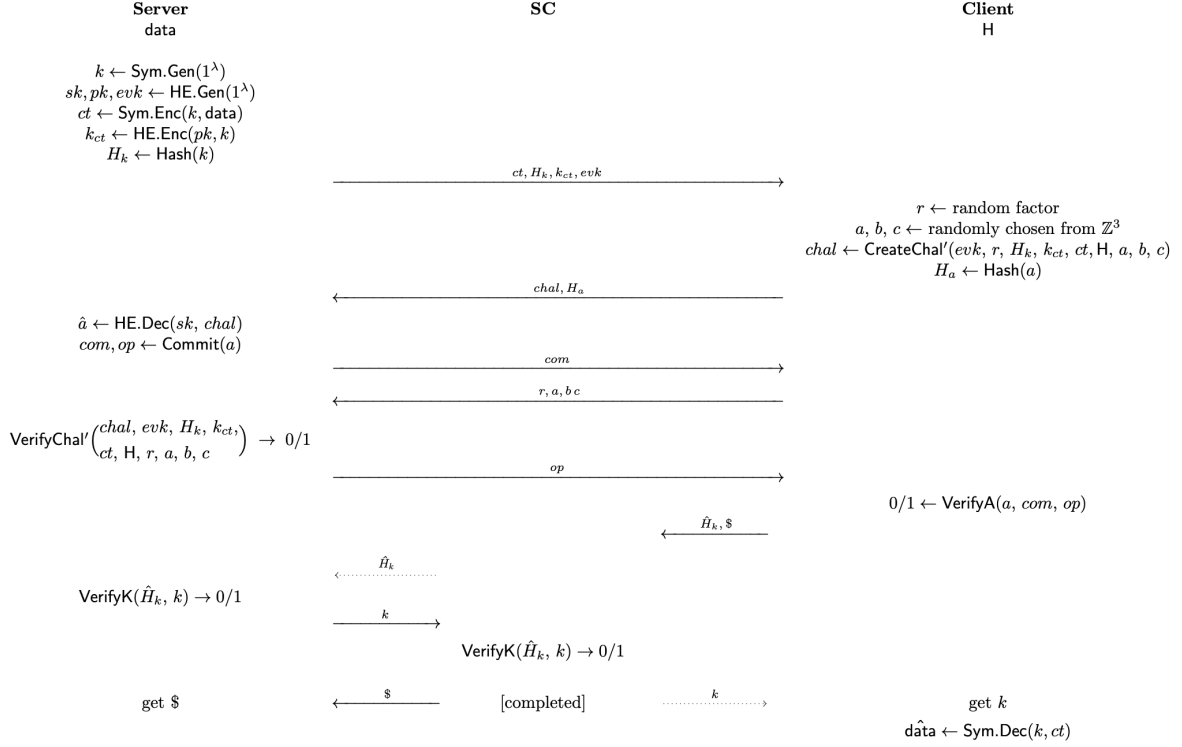 Server SC Client
data H
k ← Sym.Gen(1^λ)
sk, pk, evk ← HE.Gen(1^λ)
ct ← Sym.Enc(k, data)
k_ct ← HE.Enc(pk, k)
H_k ← Hash(k)
ct, H_k, k_ct, evk
r ← random factor
a, b, c ← randomly chosen from ℤ^3
chal ← CreateChal′(evk, r, H_k, k_ct, ct, H, a, b, c)
H_a ← Hash(a)
chal, H_a
â ← HE.Dec(sk, chal)
com, op ← Commit(a)
com
r, a, b c
VerifyChal′(chal, evk, H_k, k_ct,
ct, H, r, a, b, c) → 0/1
op
0/1 ← VerifyA(a, com, op)
Ĥ_k, $
Ĥ_k
VerifyK(Ĥ_k, k) → 0/1
k
VerifyK(Ĥ_k, k) → 0/1
get $ $ [completed] k get k
datâ ← Sym.Dec(k, ct)